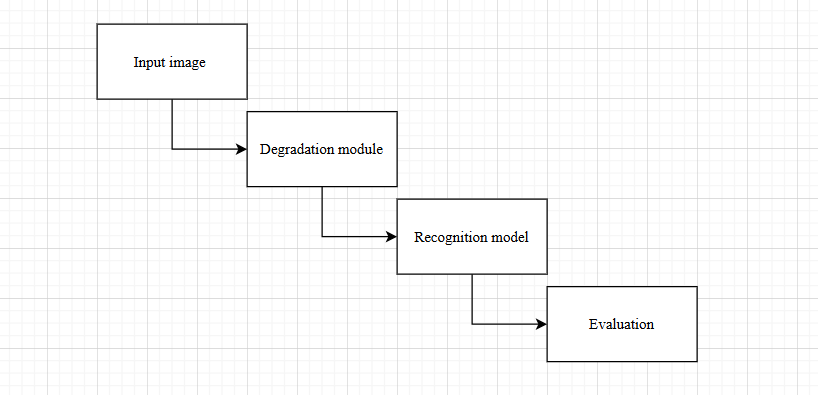 Input image
Degradation module
Recognition model
Evaluation